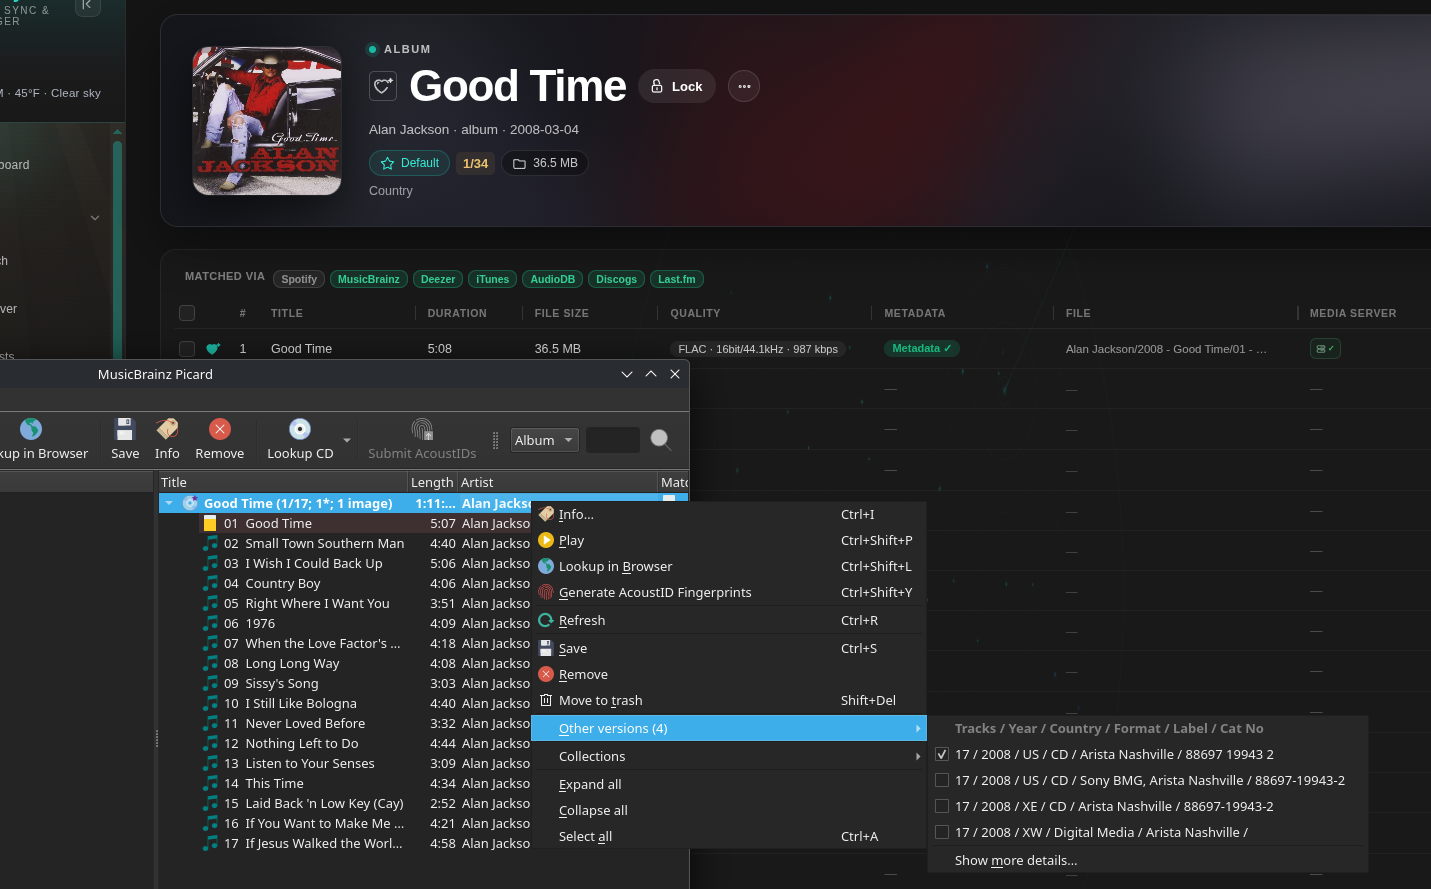 SYNC &
GER
M · 45°F · Clear sky
board
ch
ver
sts
ALBUM
Good Time
Lock
Alan Jackson · album · 2008-03-04
Default
1/34
36.5 MB
Country
Good Time
ALAN
JACKSON
MATCHED VIA Spotify MusicBrainz Deezer iTunes AudioDB Discogs Last.fm
# TITLE DURATION FILE SIZE QUALITY METADATA FILE MEDIA SERVER
1 Good Time 5:08 36.5 MB FLAC · 16bit/44.1kHz · 987 kbps Metadata ✓ Alan Jackson/2008 - Good Time/01 - ... ✓
MusicBrainz Picard
kup in Browser Save Info Remove Lookup CD Submit AcoustIDs Album
Title Length Artist Matc
Good Time (1/17; 1*; 1 image) 1:11:... Alan Jackso
01 Good Time 5:07 Alan Jackso
02 Small Town Southern Man 4:40 Alan Jackso
03 I Wish I Could Back Up 5:06 Alan Jackso
04 Country Boy 4:06 Alan Jackso
05 Right Where I Want You 3:51 Alan Jackso
06 1976 4:09 Alan Jackso
07 When the Love Factor's ... 4:18 Alan Jackso
08 Long Long Way 4:08 Alan Jackso
09 Sissy's Song 3:03 Alan Jackso
10 I Still Like Bologna 4:40 Alan Jackso
11 Never Loved Before 3:32 Alan Jackso
12 Nothing Left to Do 4:44 Alan Jackso
13 Listen to Your Senses 3:09 Alan Jackso
14 This Time 4:34 Alan Jackso
15 Laid Back 'n Low Key (Cay) 2:52 Alan Jackso
16 If You Want to Make Me ... 4:21 Alan Jackso
17 If Jesus Walked the Worl... 4:58 Alan Jackso
Info... Ctrl+I
Play Ctrl+Shift+P
Lookup in Browser Ctrl+Shift+L
Generate AcoustID Fingerprints Ctrl+Shift+Y
Refresh Ctrl+R
Save Ctrl+S
Remove
Move to trash Shift+Del
Other versions (4)
Collections
Expand all
Collapse all
Select all Ctrl+A
Tracks / Year / Country / Format / Label / Cat No
17 / 2008 / US / CD / Arista Nashville / 88697 19943 2
17 / 2008 / US / CD / Sony BMG, Arista Nashville / 88697-19943-2
17 / 2008 / XE / CD / Arista Nashville / 88697-19943-2
17 / 2008 / XW / Digital Media / Arista Nashville /
Show more details...